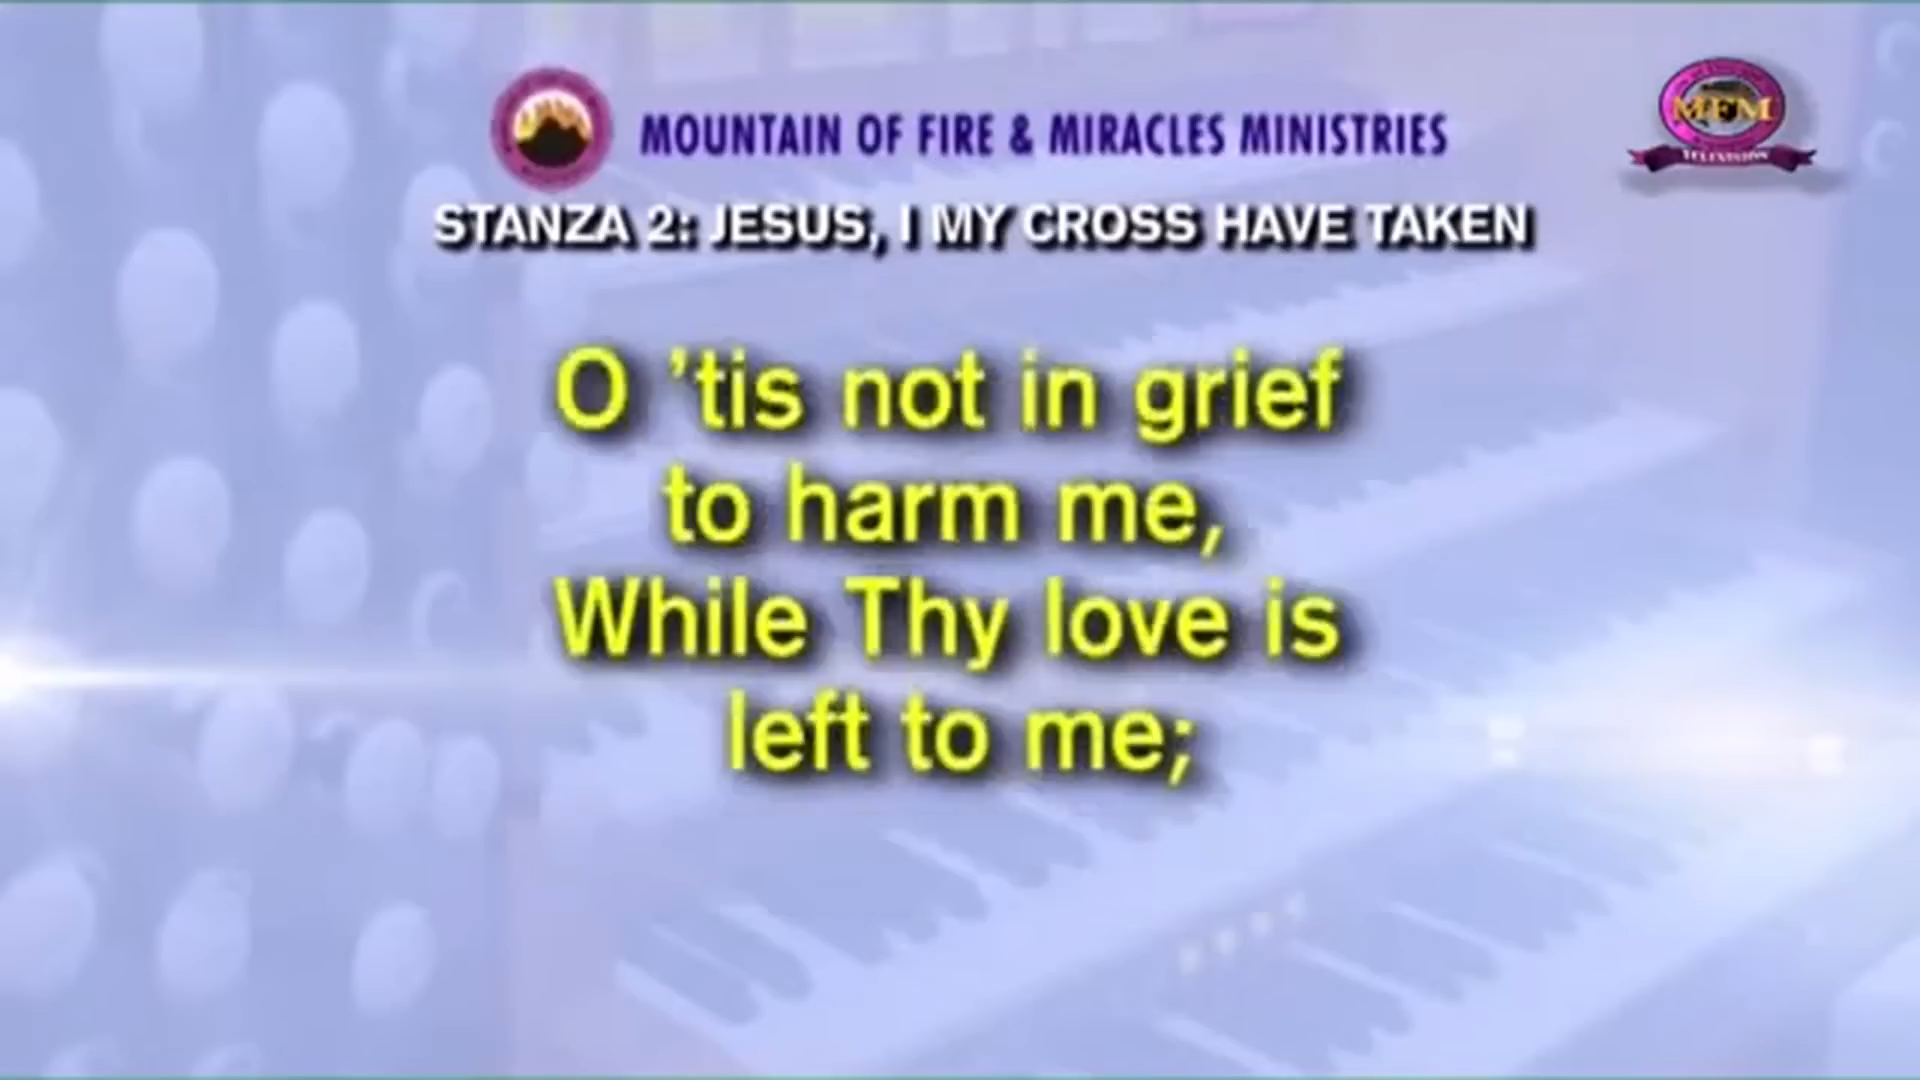 MOUNTAIN OF FIRE & MIRACLES MINISTRIES
MFM
TELEVISION
STANZA 2: JESUS, I MY CROSS HAVE TAKEN
O ’tis not in grief
to harm me,
While Thy love is
left to me;